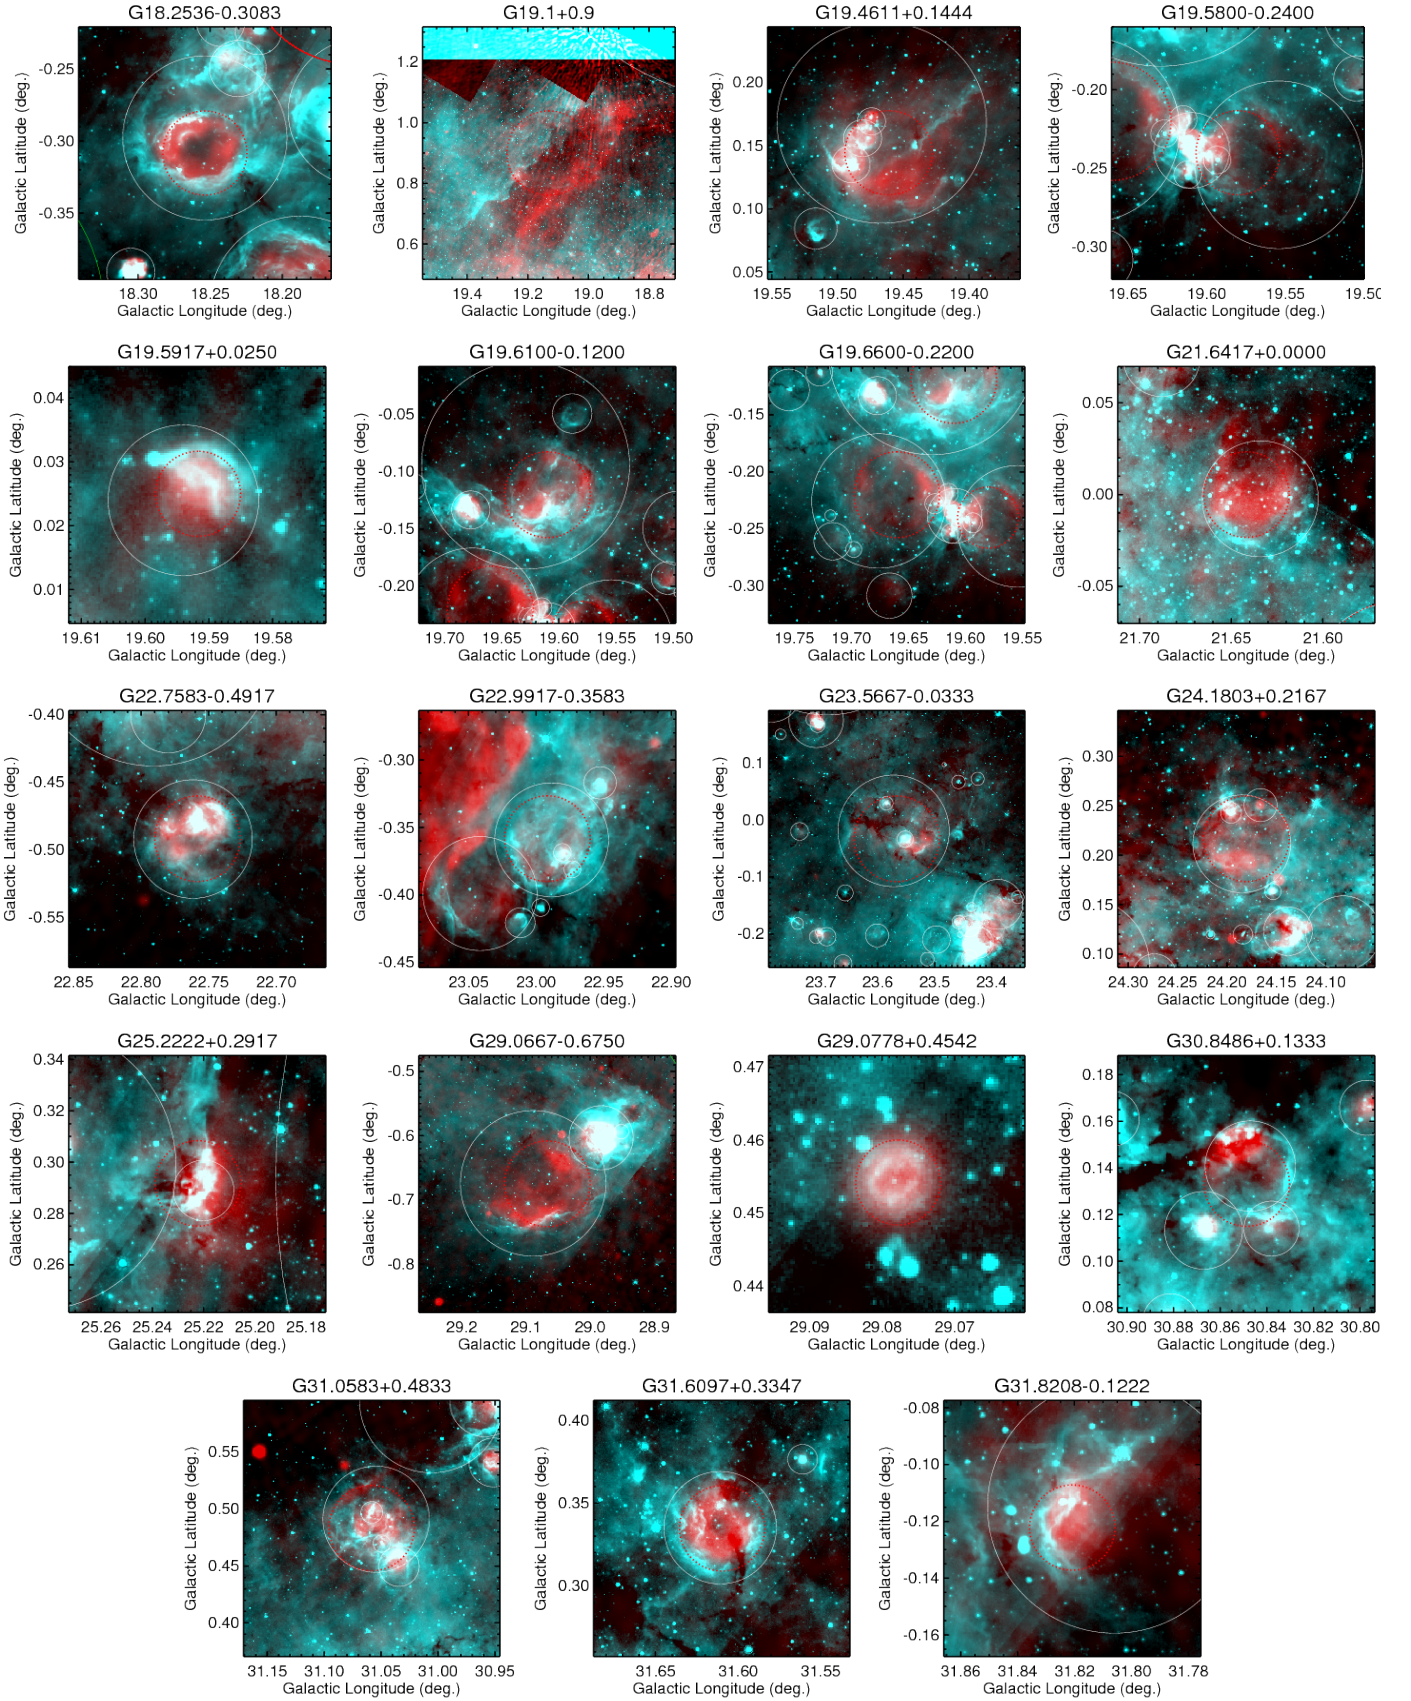 G18.2536-0.3083
G19.1+0.9
G19.4611+0.1444
G19.5800-0.2400
Galactic Latitude (deg.)
-0.25
-0.30
-0.35
18.30 18.25 18.20
Galactic Longitude (deg.)
Galactic Latitude (deg.)
1.2
1.0
0.8
0.6
19.4 19.2 19.0 18.8
Galactic Longitude (deg.)
Galactic Latitude (deg.)
0.20
0.15
0.10
0.05
19.55 19.50 19.45 19.40
Galactic Longitude (deg.)
Galactic Latitude (deg.)
-0.20
-0.25
-0.30
19.65 19.60 19.55 19.50
Galactic Longitude (deg.)
G19.5917+0.0250
G19.6100-0.1200
G19.6600-0.2200
G21.6417+0.0000
Galactic Latitude (deg.)
0.04
0.03
0.02
0.01
19.61 19.60 19.59 19.58
Galactic Longitude (deg.)
Galactic Latitude (deg.)
-0.05
-0.10
-0.15
-0.20
19.70 19.65 19.60 19.55 19.50
Galactic Longitude (deg.)
Galactic Latitude (deg.)
-0.15
-0.20
-0.25
-0.30
19.75 19.70 19.65 19.60 19.55
Galactic Longitude (deg.)
Galactic Latitude (deg.)
0.05
0.00
-0.05
21.70 21.65 21.60
Galactic Longitude (deg.)
G22.7583-0.4917
G22.9917-0.3583
G23.5667-0.0333
G24.1803+0.2167
Galactic Latitude (deg.)
-0.40
-0.45
-0.50
-0.55
22.85 22.80 22.75 22.70
Galactic Longitude (deg.)
Galactic Latitude (deg.)
-0.30
-0.35
-0.40
-0.45
23.05 23.00 22.95 22.90
Galactic Longitude (deg.)
Galactic Latitude (deg.)
0.1
0.0
-0.1
-0.2
23.7 23.6 23.5 23.4
Galactic Longitude (deg.)
Galactic Latitude (deg.)
0.30
0.25
0.20
0.15
0.10
24.30 24.25 24.20 24.15 24.10
Galactic Longitude (deg.)
G25.2222+0.2917
G29.0667-0.6750
G29.0778+0.4542
G30.8486+0.1333
Galactic Latitude (deg.)
0.34
0.32
0.30
0.28
0.26
25.26 25.24 25.22 25.20 25.18
Galactic Longitude (deg.)
Galactic Latitude (deg.)
-0.5
-0.6
-0.7
-0.8
29.2 29.1 29.0 28.9
Galactic Longitude (deg.)
Galactic Latitude (deg.)
0.47
0.46
0.45
0.44
29.09 29.08 29.07
Galactic Longitude (deg.)
Galactic Latitude (deg.)
0.18
0.16
0.14
0.12
0.10
0.08
30.90 30.88 30.86 30.84 30.82 30.80
Galactic Longitude (deg.)
G31.0583+0.4833
G31.6097+0.3347
G31.8208-0.1222
Galactic Latitude (deg.)
0.55
0.50
0.45
0.40
31.15 31.10 31.05 31.00 30.95
Galactic Longitude (deg.)
Galactic Latitude (deg.)
0.40
0.35
0.30
31.65 31.60 31.55
Galactic Longitude (deg.)
Galactic Latitude (deg.)
-0.08
-0.10
-0.12
-0.14
-0.16
31.86 31.84 31.82 31.80 31.78
Galactic Longitude (deg.)